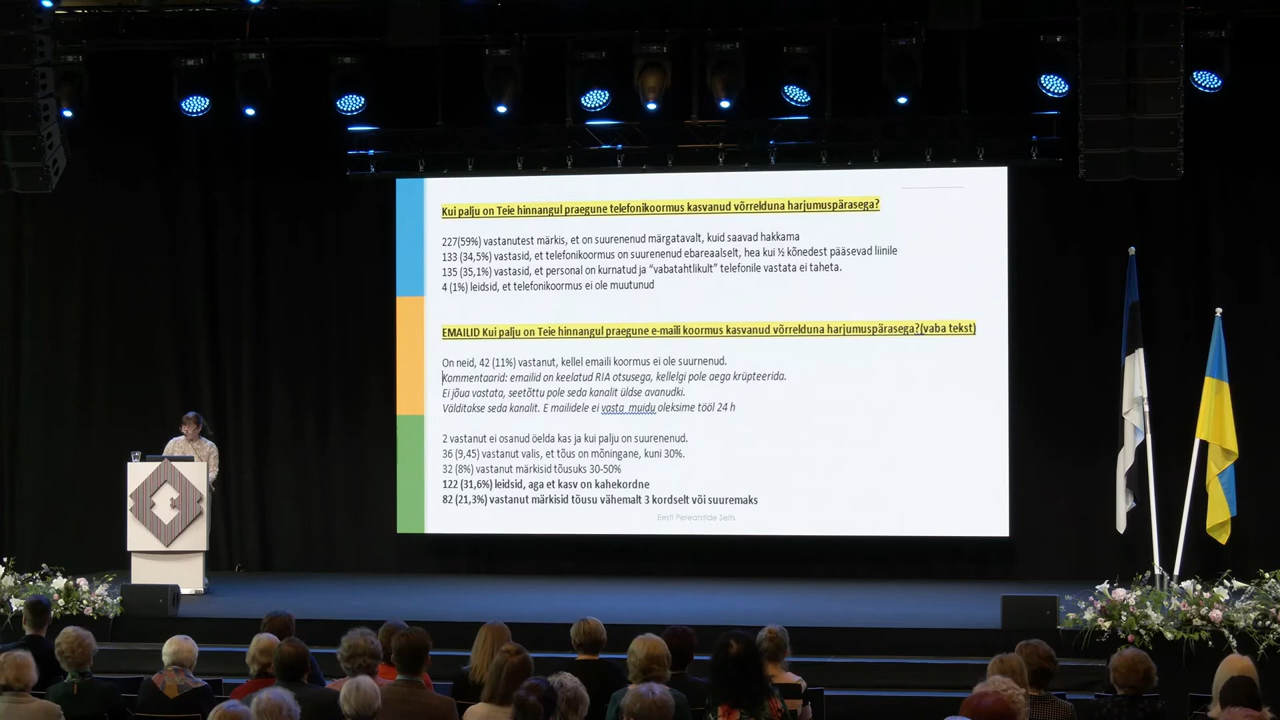 Kui palju on Teie hinnangul praegune telefonikoormus kasvanud võrrelduna harjumuspärasega?
227(59%) vastanutest märkis, et on suurenenud märgatavalt, kuid saavad hakkama
133 (34,5%) vastasid, et telefonikoormus on suurenenud ebareaalselt, hea kui ½ kõnedest pääsevad liinile
135 (35,1%) vastasid, et personal on kurnatud ja “vabatahtlikult” telefonile vastata ei taheta.
4 (1%) leidsid, et telefonikoormus ei ole muutunud
EMAILID Kui palju on Teie hinnangul praegune e-maili koormus kasvanud võrrelduna harjumuspärasega?(vaba tekst)
On neid, 42 (11%) vastanut, kellel emaili koormus ei ole suurnenud.
Kommentaarid: emailid on keelatud RIA otsusega, kellelgi pole aega krüpteerida.
Ei jõua vastata, seetõttu pole seda kanalit üldse avanudki.
Välditakse seda kanalit. E mailidele ei vasta muidu oleksime tööl 24 h
2 vastanut ei osanud öelda kas ja kui palju on suurenenud.
36 (9,45) vastanut valis, et tõus on mõningane, kuni 30%.
32 (8%) vastanut märkisid tõusuks 30-50%
122 (31,6%) leidsid, aga et kasv on kahekordne
82 (21,3%) vastanut märkisid tõusu vähemalt 3 kordselt või suuremaks
Eesti Perearstide Selts